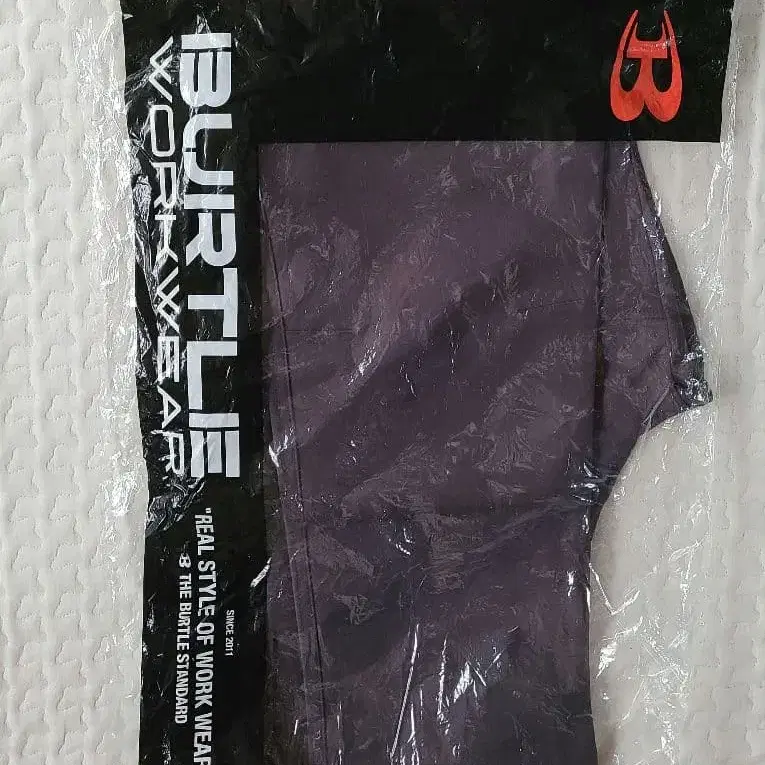 BURTLE
WORKWEAR
"REAL STYLE OF WORK WEAR
THE BURTLE STANDARD
SINCE 2011